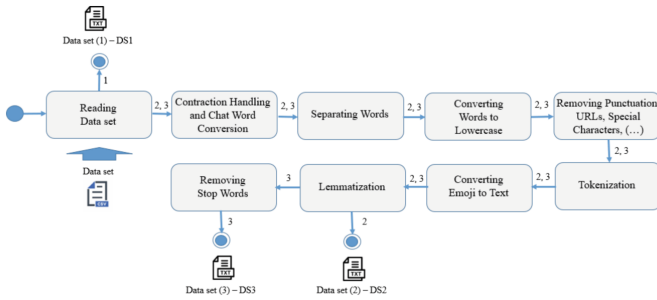 TXT
Data set (1) – DS1
1
Reading
Data set
2, 3
Contraction Handling
and Chat Word
Conversion
2, 3
Separating Words
2, 3
Converting
Words to
Lowercase
2, 3
Removing Punctuation
URLs, Special
Characters, (…)
2, 3
Data set
CSV
Removing
Stop Words
3
Lemmatization
2, 3
Converting
Emoji to Text
2, 3
Tokenization
3
2
TXT
TXT
Data set (3) – DS3
Data set (2) – DS2